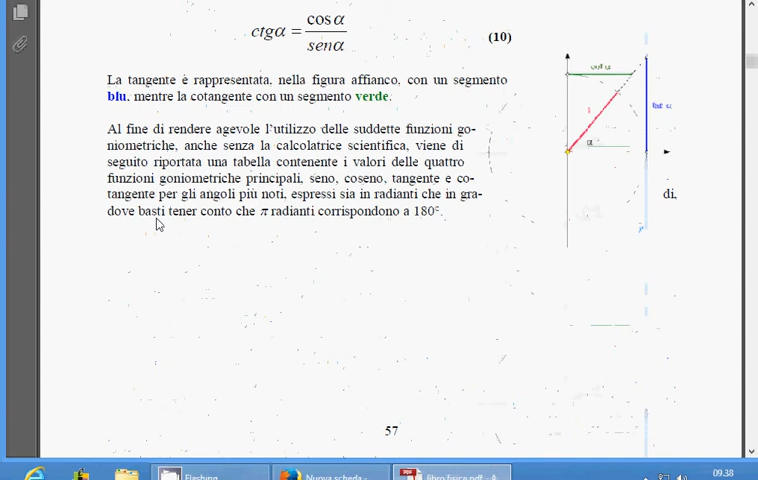 ctgα = cosα / senα
(10)
La tangente è rappresentata, nella figura affianco, con un segmento
blu, mentre la cotangente con un segmento verde.
Al fine di rendere agevole l'utilizzo delle suddette funzioni go-
niometriche, anche senza la calcolatrice scientifica, viene di
seguito riportata una tabella contenente i valori delle quattro
funzioni goniometriche principali, seno, coseno, tangente e co-
tangente per gli angoli più noti, espressi sia in radianti che in gra- di,
dove basti tener conto che π radianti corrispondono a 180°.
57
Flashing
Nuova scheda -
libro fisica.pdf - A
09.38